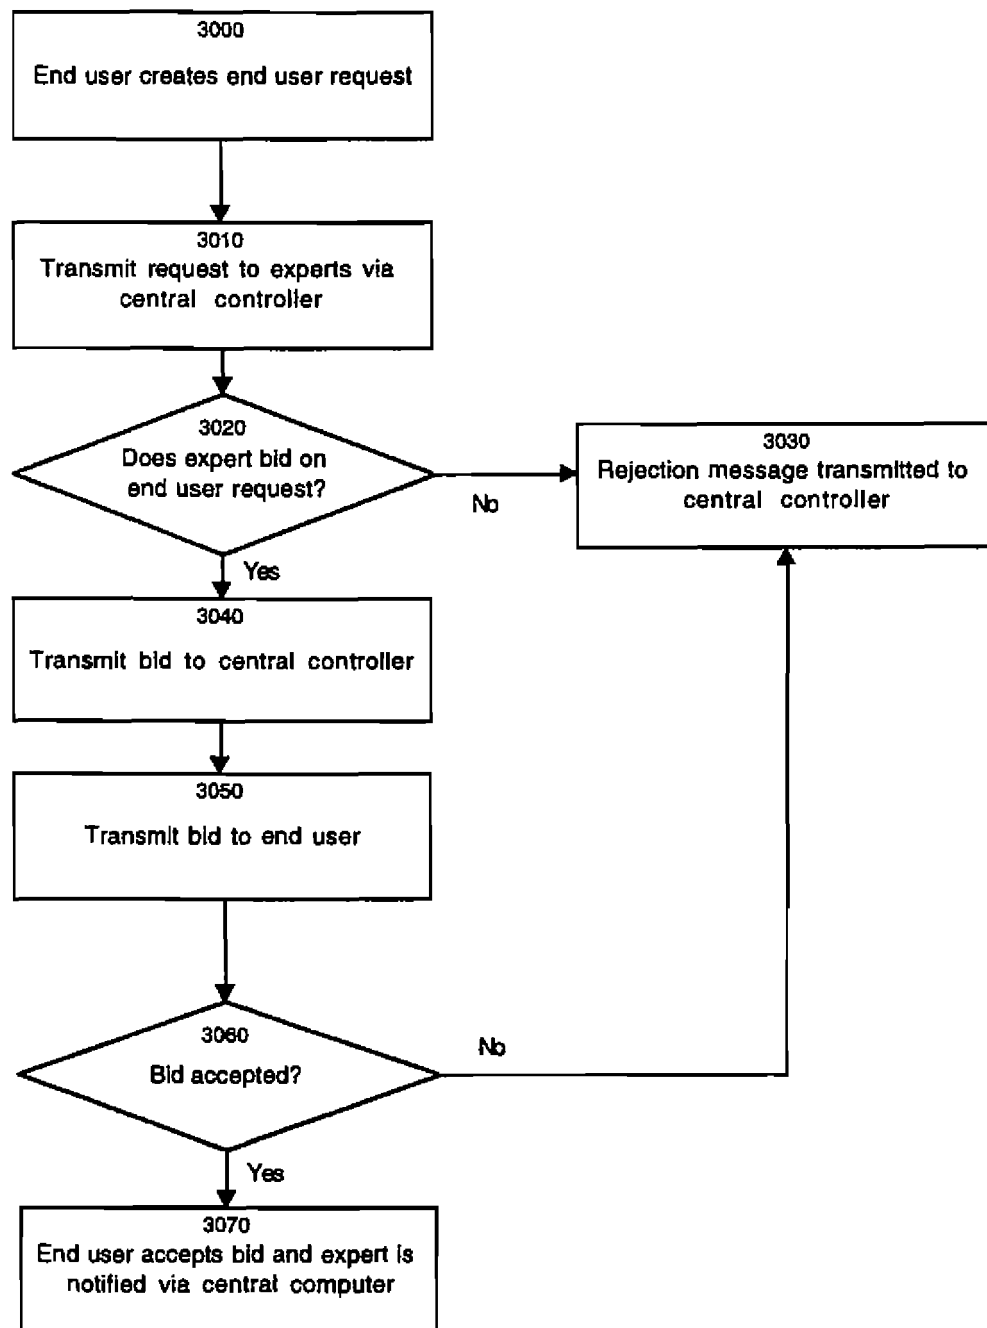 3000
End user creates end user request
3010
Transmit request to experts via
central controller
3020
Does expert bid on
end user request?
No
3030
Rejection message transmitted to
central controller
Yes
3040
Transmit bid to central controller
3050
Transmit bid to end user
3060
Bid accepted?
No
Yes
3070
End user accepts bid and expert is
notified via central computer